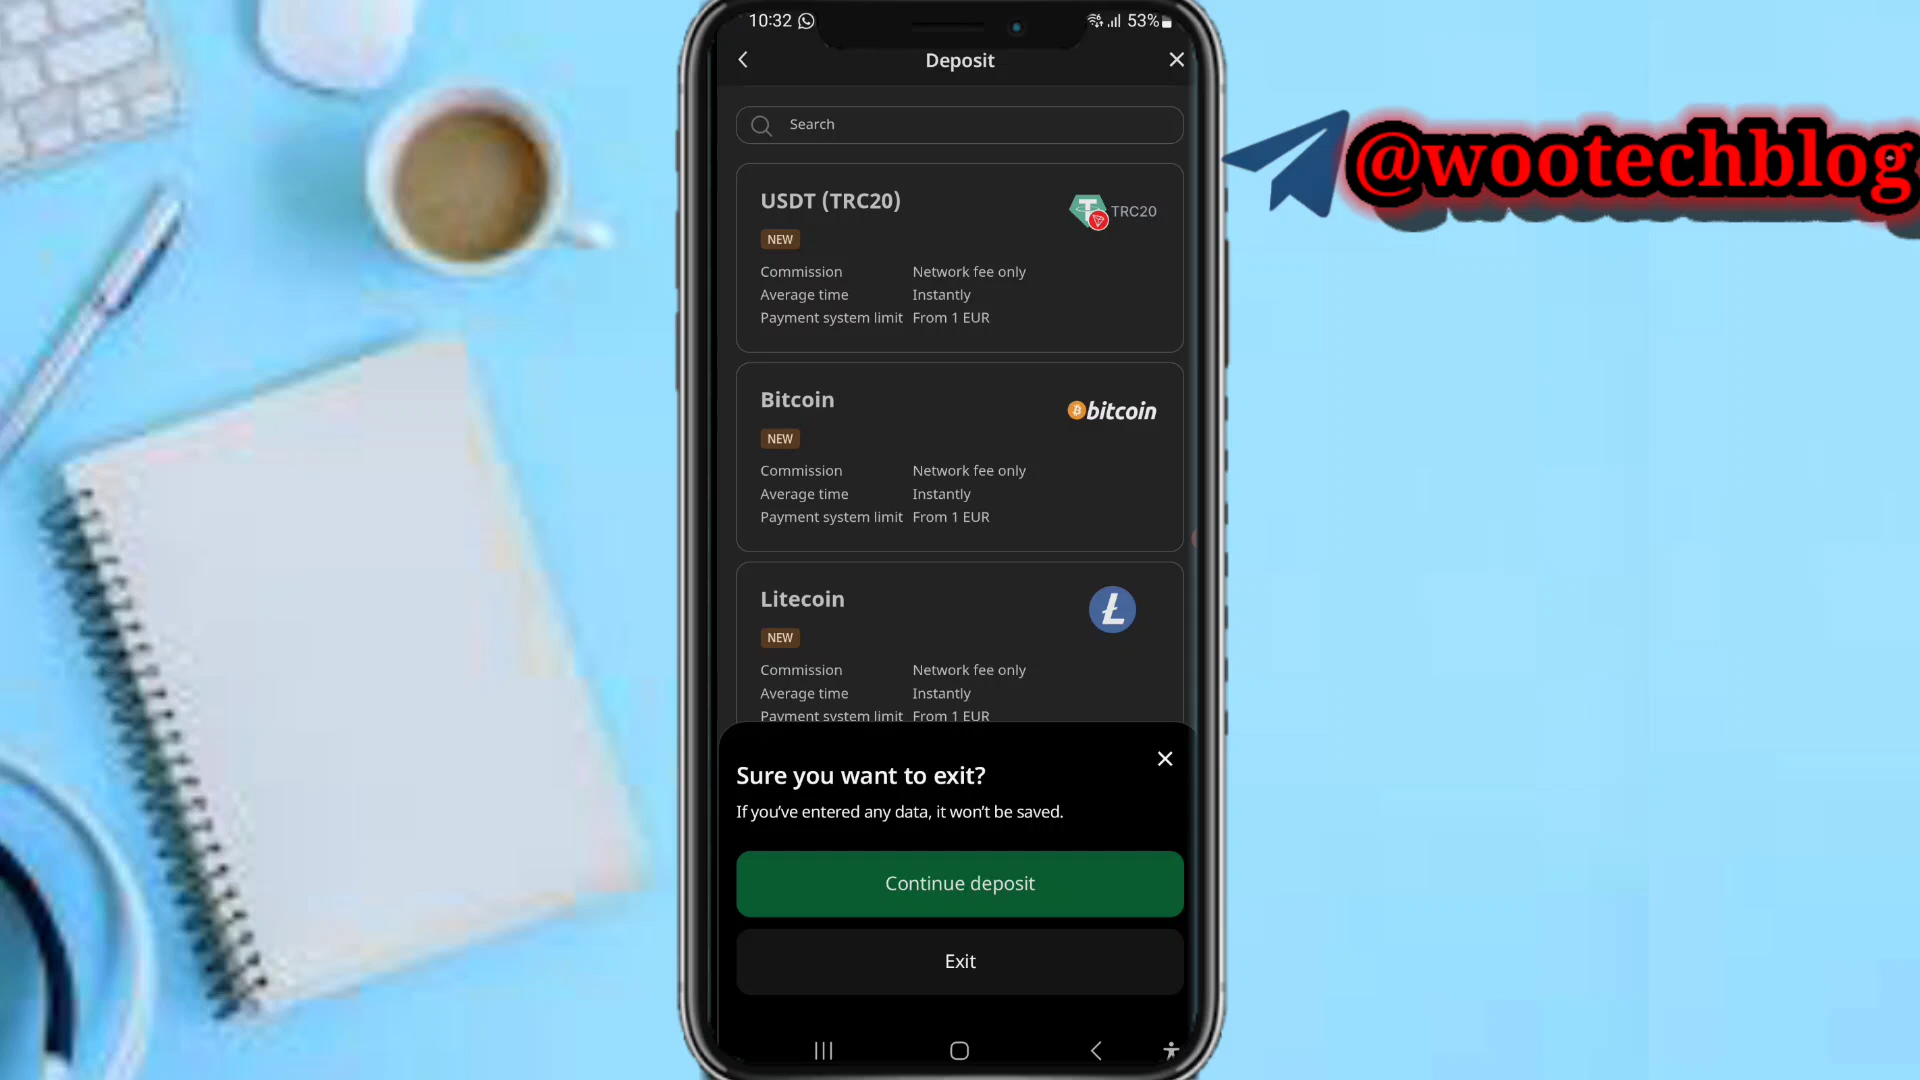 10:32
53%
Deposit
Search
USDT (TRC20)
TRC20
NEW
Commission Network fee only
Average time Instantly
Payment system limit From 1 EUR
Bitcoin
bitcoin
NEW
Commission Network fee only
Average time Instantly
Payment system limit From 1 EUR
Litecoin
NEW
Commission Network fee only
Average time Instantly
Payment system limit From 1 EUR
Sure you want to exit?
If you’ve entered any data, it won’t be saved.
Continue deposit
Exit
@wootechblog